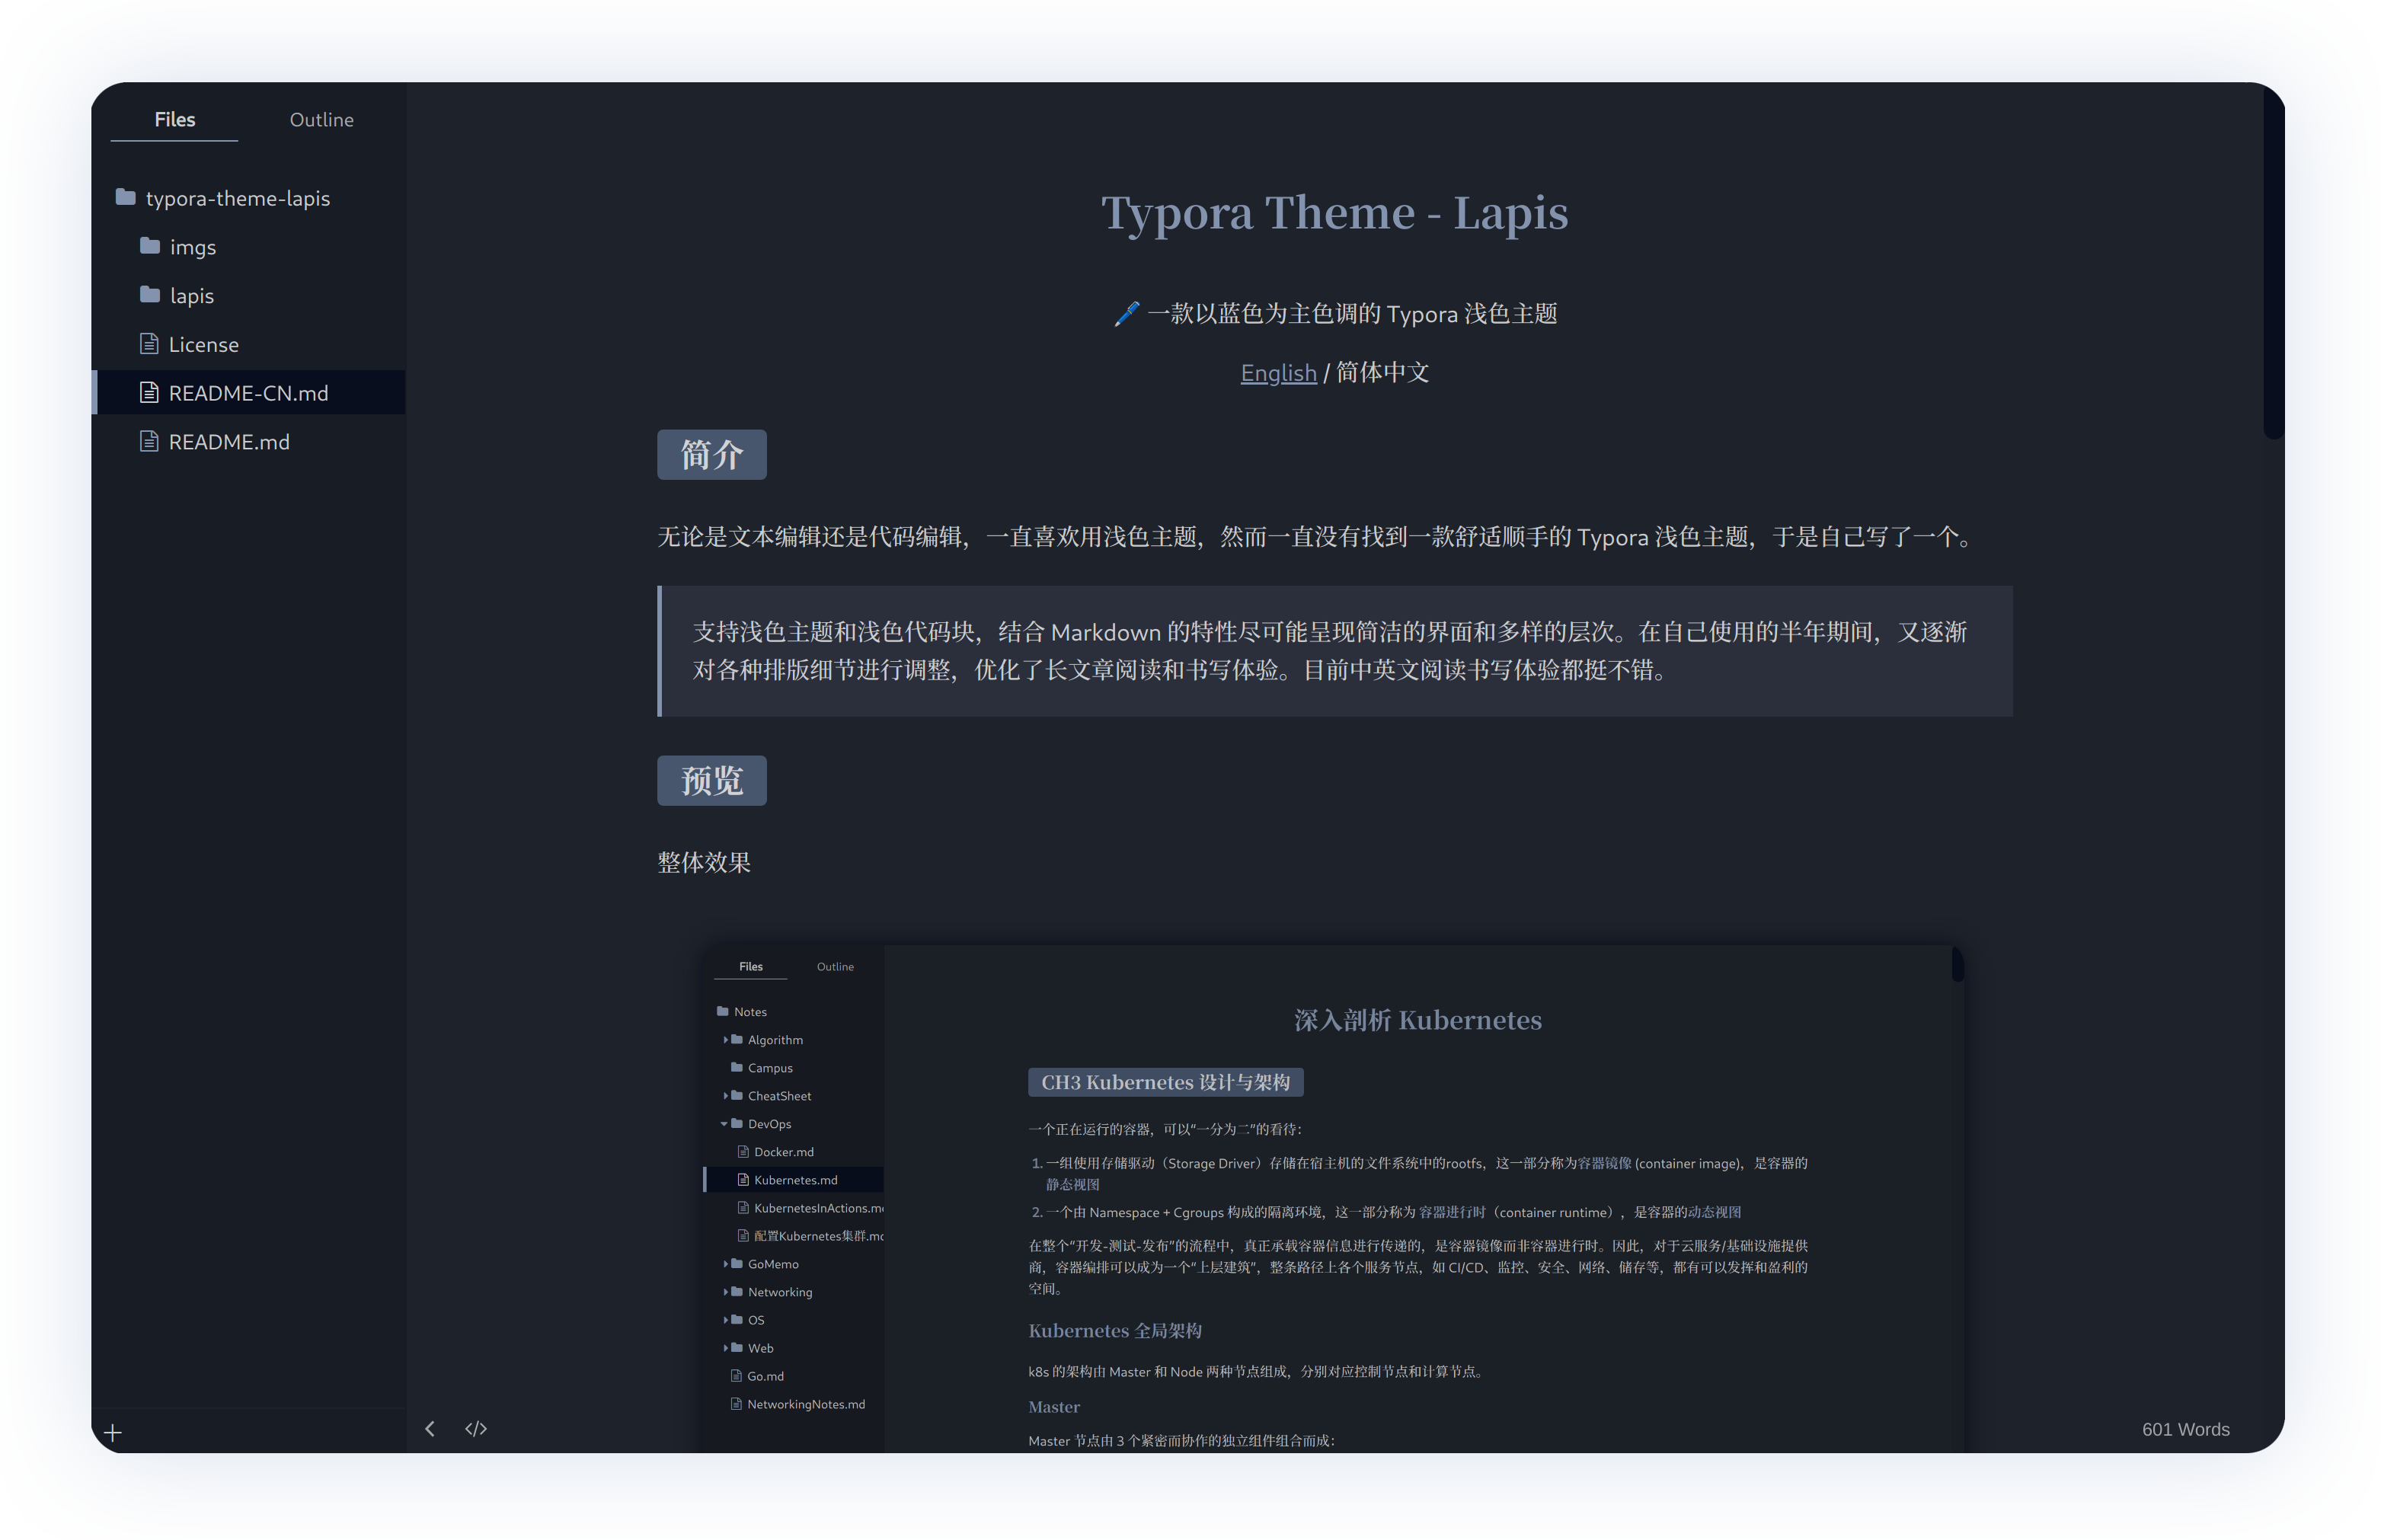 Files Outline
typora-theme-lapis
imgs
lapis
License
README-CN.md
README.md
Typora Theme - Lapis
一款以蓝色为主色调的 Typora 浅色主题
English / 简体中文
简介
无论是文本编辑还是代码编辑，一直喜欢用浅色主题，然而一直没有找到一款舒适顺手的 Typora 浅色主题，于是自己写了一个。
支持浅色主题和浅色代码块，结合 Markdown 的特性尽可能呈现简洁的界面和多样的层次。在自己使用的半年期间，又逐渐
对各种排版细节进行调整，优化了长文章阅读和书写体验。目前中英文阅读书写体验都挺不错。
预览
整体效果
Files Outline
Notes
Algorithm
Campus
CheatSheet
DevOps
Docker.md
Kubernetes.md
KubernetesInActions.m
配置Kubernetes集群.md
GoMemo
Networking
OS
Web
Go.md
NetworkingNotes.md
深入剖析 Kubernetes
CH3 Kubernetes 设计与架构
一个正在运行的容器，可以“一分为二”的看待：
1. 一组使用存储驱动（Storage Driver）存储在宿主机的文件系统中的rootfs，这一部分称为容器镜像 (container image)，是容器的
静态视图
2. 一个由 Namespace + Cgroups 构成的隔离环境，这一部分称为 容器进行时（container runtime），是容器的动态视图
在整个“开发-测试-发布”的流程中，真正承载容器信息进行传递的，是容器镜像而非容器进行时。因此，对于云服务/基础设施提供
商，容器编排可以成为一个“上层建筑”，整条路径上各个服务节点，如 CI/CD、监控、安全、网络、储存等，都有可以发挥和盈利的
空间。
Kubernetes 全局架构
k8s 的架构由 Master 和 Node 两种节点组成，分别对应控制节点和计算节点。
Master
Master 节点由 3 个紧密而协作的独立组件组合而成：
601 Words